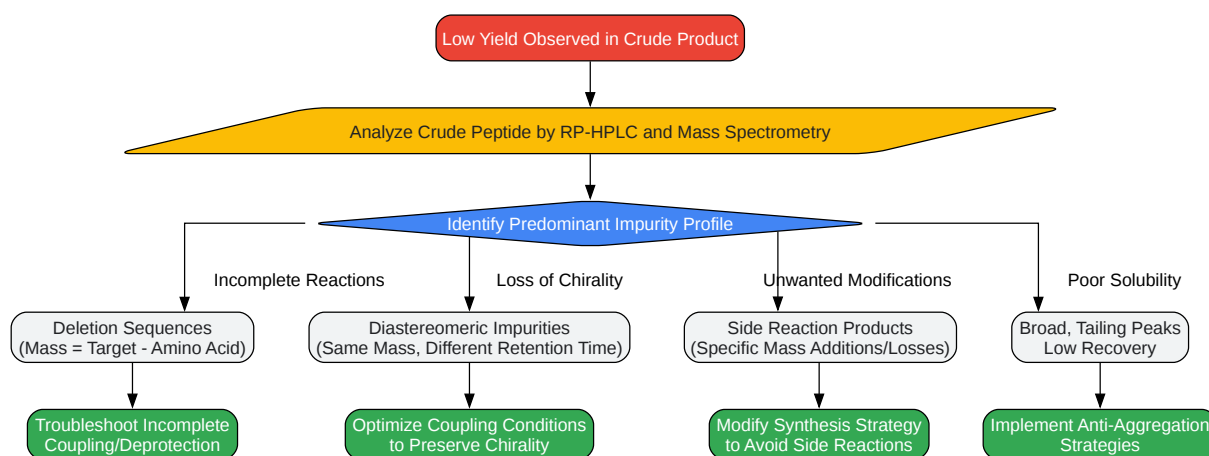 Low Yield Observed in Crude Product
Analyze Crude Peptide by RP-HPLC and Mass Spectrometry
Identify Predominant Impurity Profile
Incomplete Reactions
Loss of Chirality
Unwanted Modifications
Poor Solubility
Deletion Sequences
(Mass = Target - Amino Acid)
Diastereomeric Impurities
(Same Mass, Different Retention Time)
Side Reaction Products
(Specific Mass Additions/Losses)
Broad, Tailing Peaks
Low Recovery
Troubleshoot Incomplete
Coupling/Deprotection
Optimize Coupling Conditions
to Preserve Chirality
Modify Synthesis Strategy
to Avoid Side Reactions
Implement Anti-Aggregation
Strategies